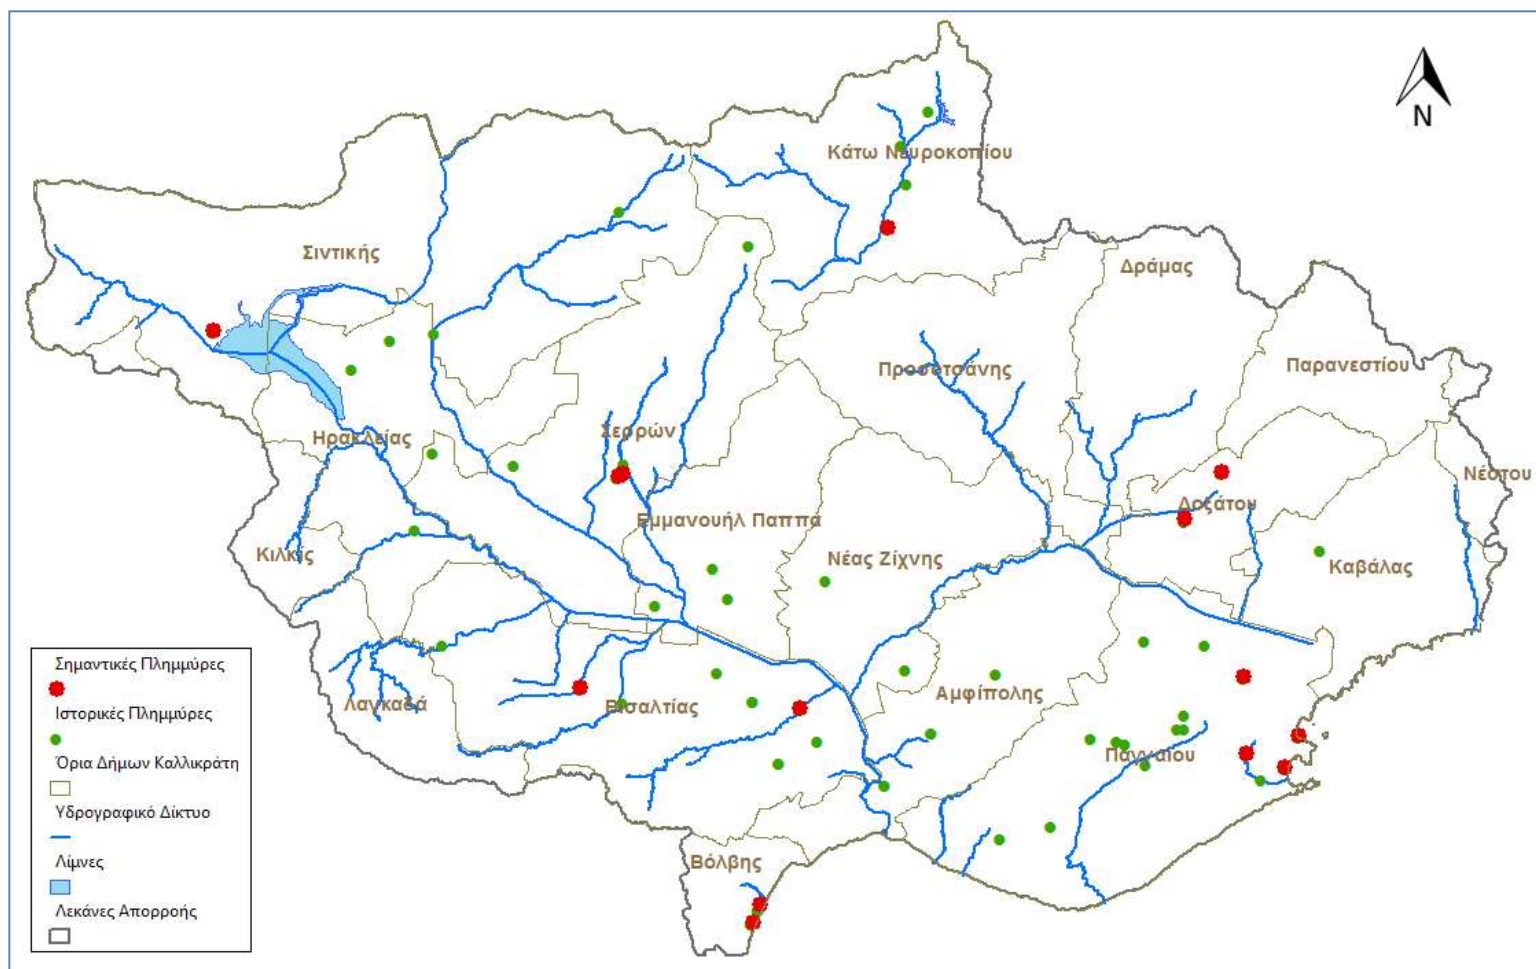 N
Κάτω Νευροκοπίου
Σιντικής
Δράμας
Προσοτσάνης
Παρανεστίου
Ηρακλείας
Σερρών
Νέστου
Δοξάτου
Εμμανουήλ Παππά
Κιλκίς
Νέας Ζίχνης
Καβάλας
Λαγκαδά
Βισαλτίας
Αμφίπολης
Παγγαίου
Βόλβης
Σημαντικές Πλημμύρες
Ιστορικές Πλημμύρες
Όρια Δήμων Καλλικράτη
Υδρογραφικό Δίκτυο
Λίμνες
Λεκάνες Απορροής